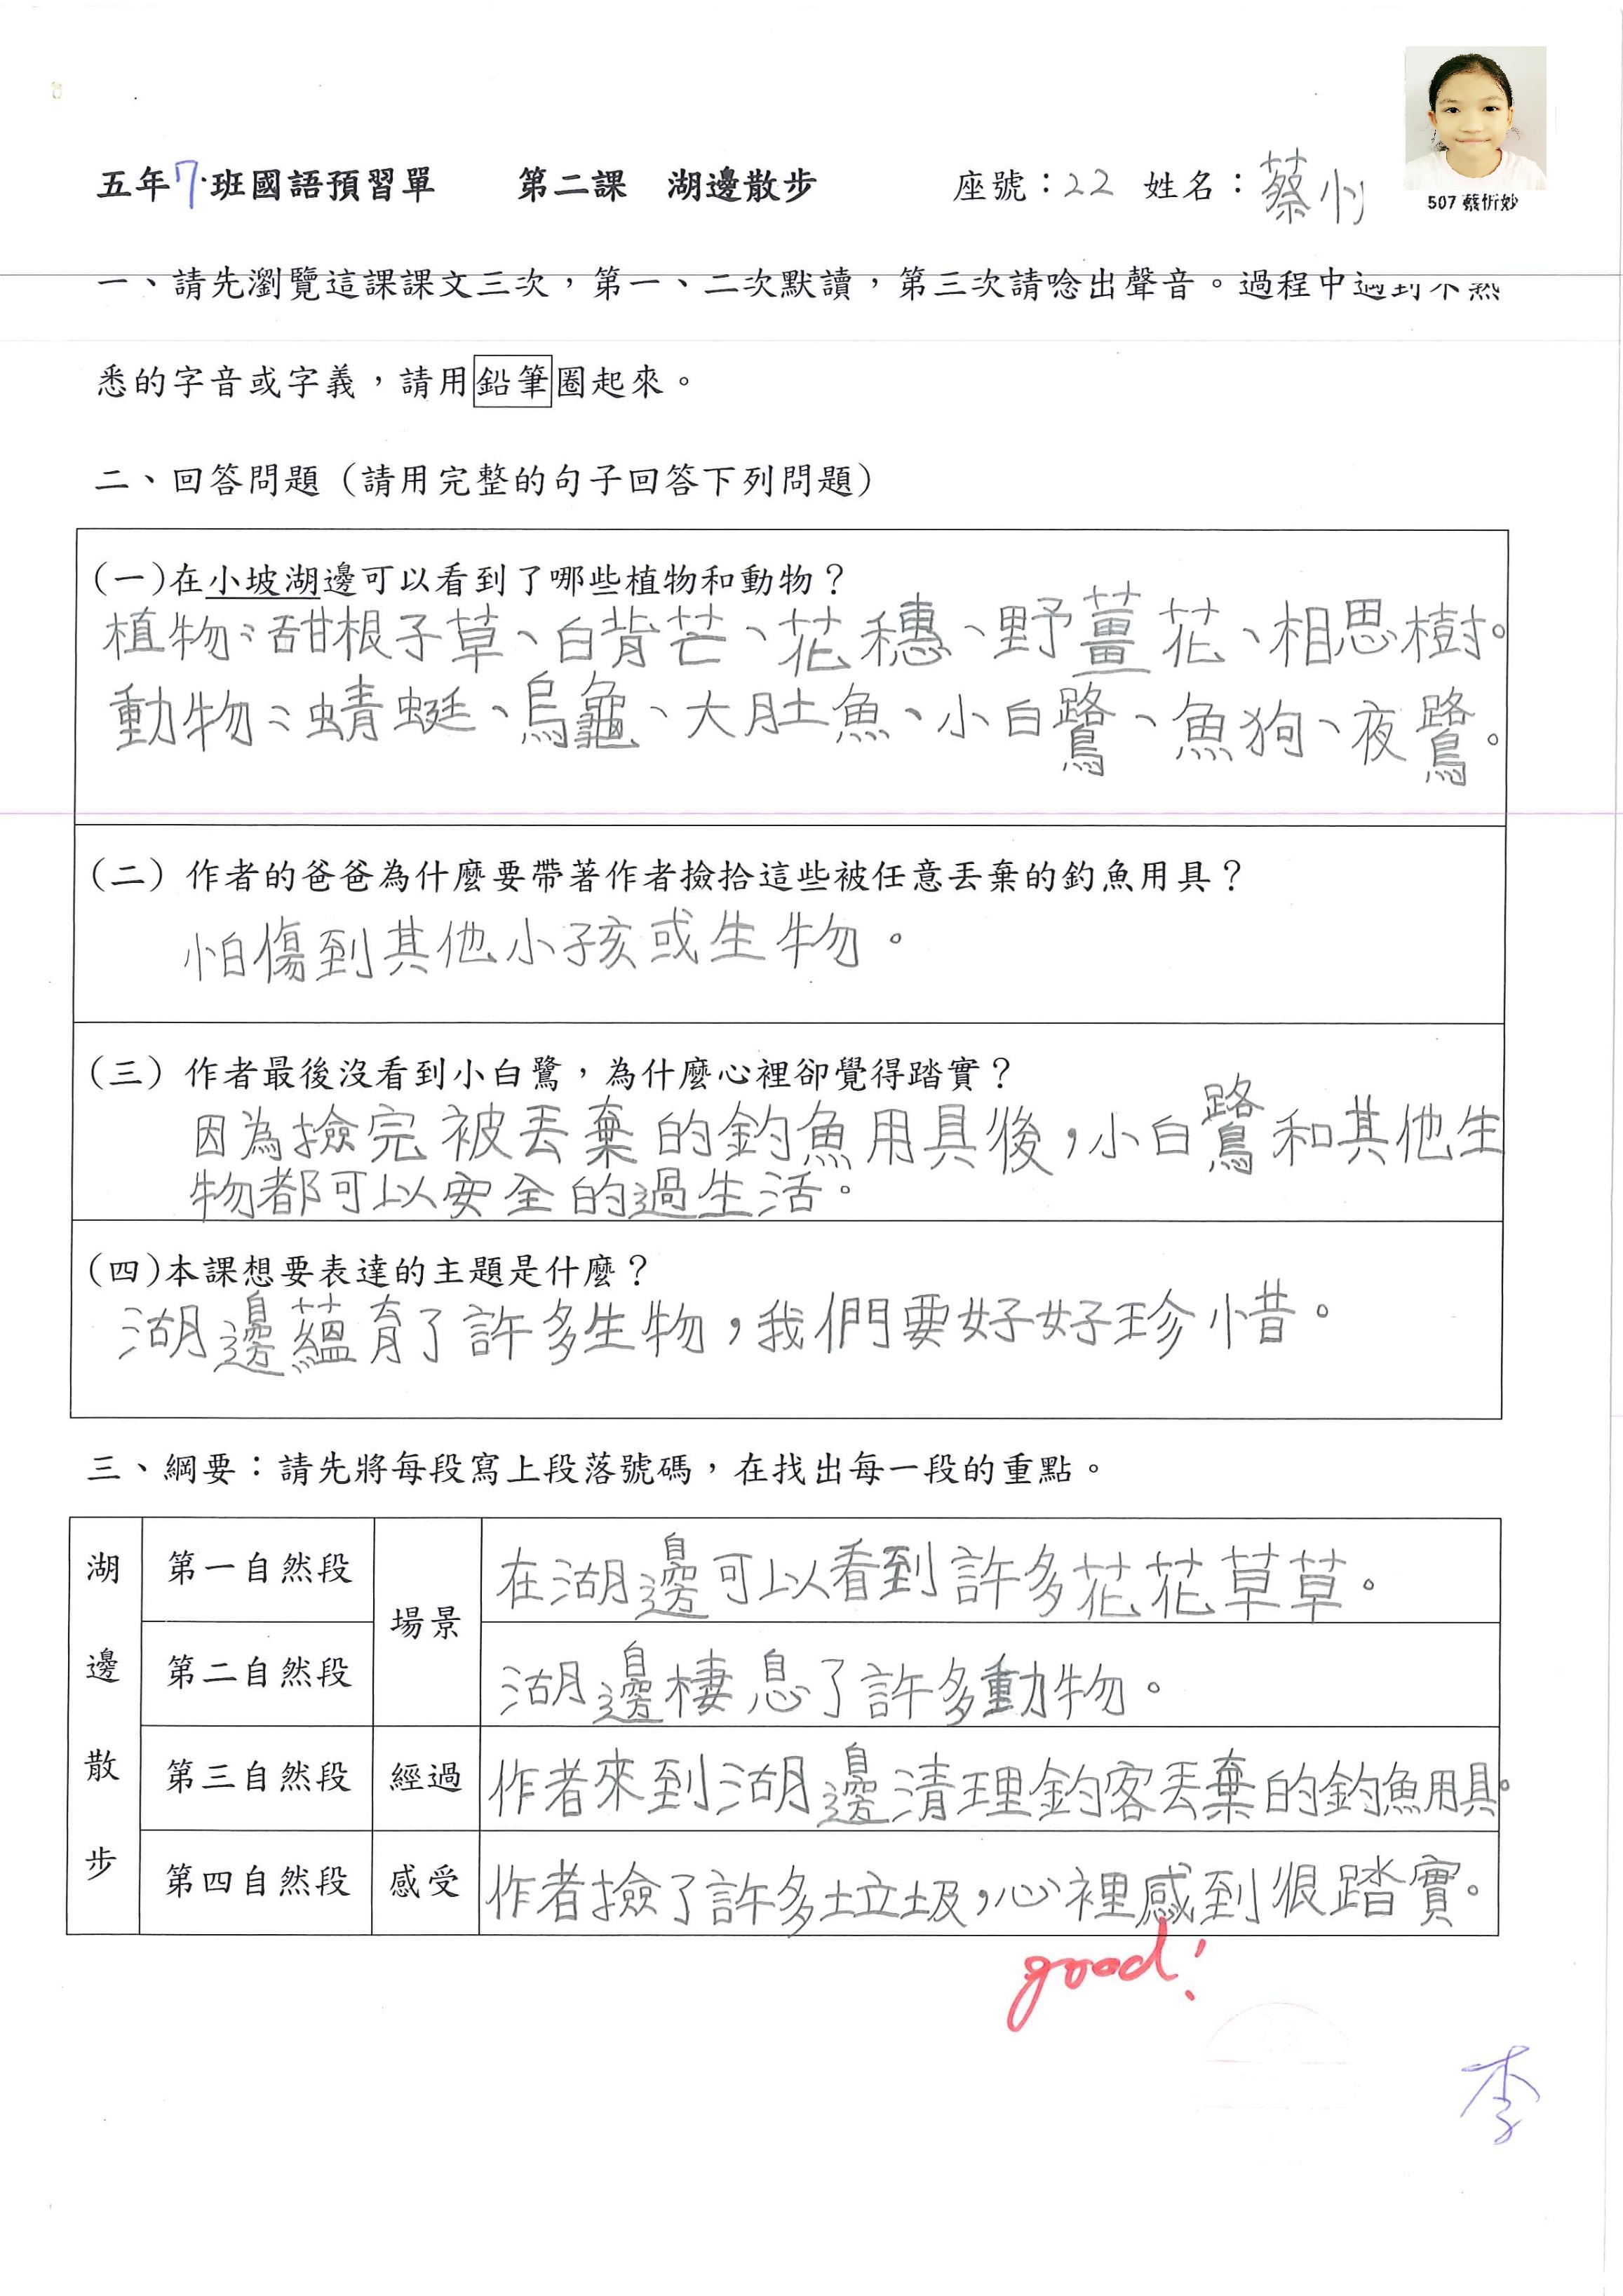 五年7班國語預習單 第二課 湖邊散步 座號：22 姓名：蔡
507 蔡忻妙
一、請先瀏覽這課課文三次，第一、二次默讀，第三次請唸出聲音。過程中遇到不熟
悉的字音或字義，請用鉛筆圈起來。
二、回答問題（請用完整的句子回答下列問題）
(一)在小坡湖邊可以看到了哪些植物和動物？
植物：甜根子草、白背芒、花穗、野薑花、相思樹。
動物：蜻蜓、烏龜、大肚魚、小白鷺、魚狗、夜鷺。
(二) 作者的爸爸為什麼要帶著作者撿拾這些被任意丟棄的釣魚用具？
怕傷到其他小孩或生物。
(三) 作者最後沒看到小白鷺，為什麼心裡卻覺得踏實？
因為撿完被丟棄的釣魚用具後，小白鷺和其他生
物都可以安全的過生活。
(四)本課想要表達的主題是什麼？
湖邊蘊育了許多生物，我們要好好珍惜。
三、綱要：請先將每段寫上段落號碼，在找出每一段的重點。
湖邊散步
第一自然段 場景 在湖邊可以看到許多花花草草。
第二自然段 湖邊棲息了許多動物。
第三自然段 經過 作者來到湖邊清理釣客丟棄的釣魚用具。
第四自然段 感受 作者撿了許多垃圾，心裡感到很踏實。
good!
李